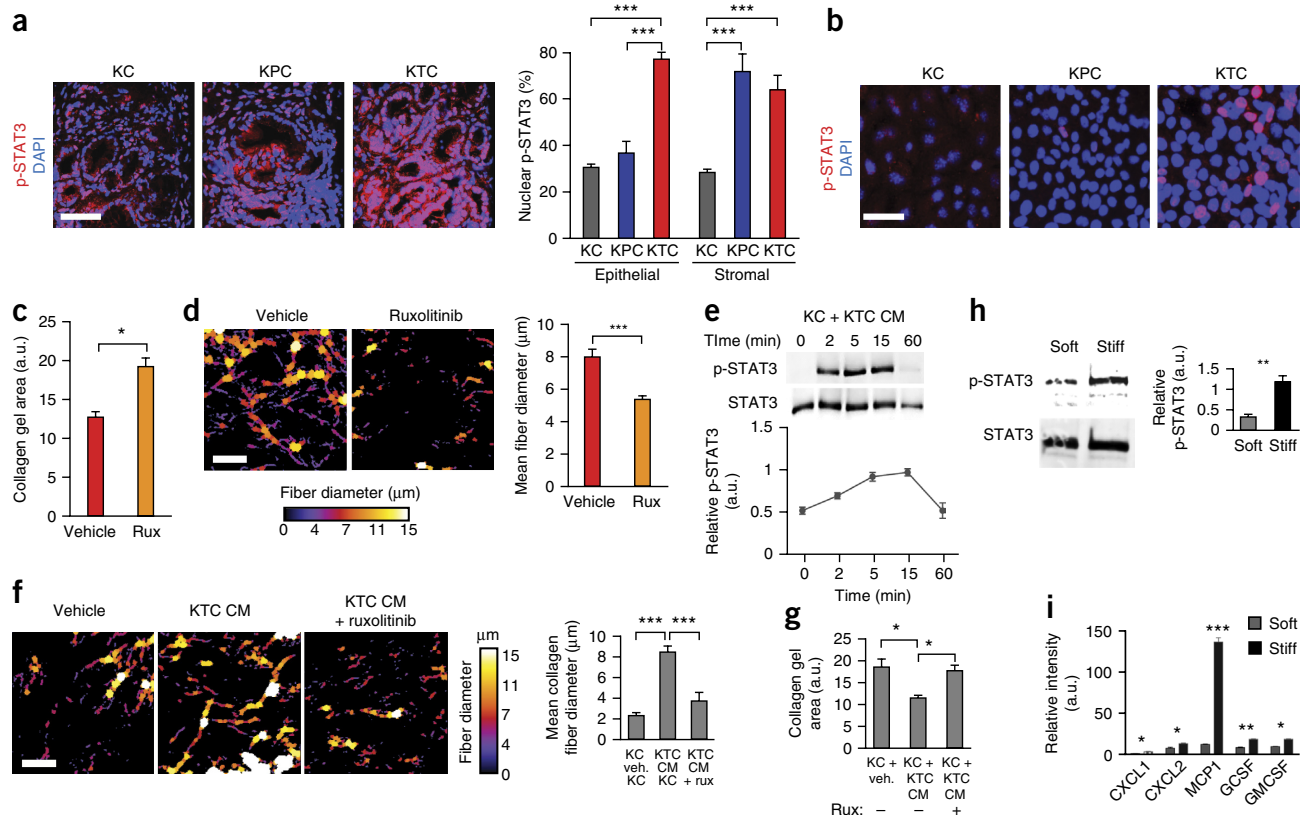 a
KC
KPC
KTC
p-STAT3
DAPI
***
***
***
***
Nuclear p-STAT3 (%)
80
60
40
20
0
KC KPC KTC
KC KPC KTC
Epithelial
Stromal
b
KC
KPC
KTC
p-STAT3
DAPI
c
Collagen gel area (a.u.)
25
20
15
10
5
0
*
Vehicle
Rux
d
Vehicle
Ruxolitinib
Fiber diameter (μm)
0 4 7 11 15
Mean fiber diameter (μm)
8
6
4
2
0
***
Vehicle
Rux
e
KC + KTC CM
TIme (min) 0 2 5 15 60
p-STAT3
STAT3
Relative p-STAT3
(a.u.)
1.5
1
0.5
0
0 2 5 15 60
Time (min)
h
Soft Stiff
p-STAT3
STAT3
Relative
p-STAT3 (a.u.)
1.5
1
0.5
0
**
Soft Stiff
f
Vehicle
KTC CM
KTC CM
+ ruxolitinib
μm
15
11
7
4
0
Fiber diameter
Mean collagen
fiber diameter (μm)
10
8
6
4
2
0
*** ***
KC
veh.
KC
KTC
CM
KC
KTC
CM
+ rux
g
Collagen gel
area (a.u.)
25
20
15
10
5
0
*
*
KC +
veh.
KC +
KTC
CM
KC +
KTC
CM
Rux: – – +
i
Soft
Stiff
Relative intensity
(a.u.)
150
100
50
0
*
*
***
**
*
CXCL1
CXCL2
MCP1
GCSF
GMCSF